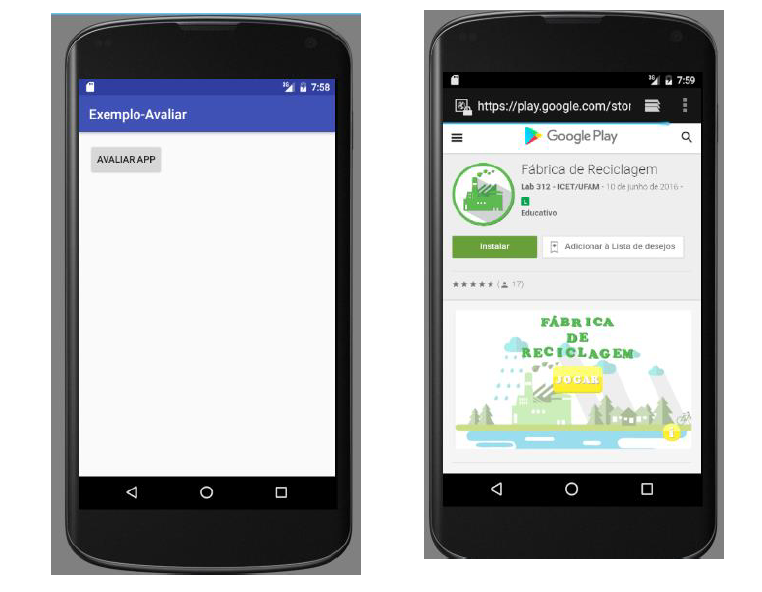 3G 7:58
Exemplo-Avaliar
AVALIAR APP
3G 7:59
https://play.google.com/stor
Google Play
Fábrica de Reciclagem
Lab 312 - ICET/UFAM - 10 de junho de 2016 -
L
Educativo
Instalar
Adicionar à Lista de desejos
( 17)
FÁBRICA
DE
RECICLAGEM
JOGAR
i